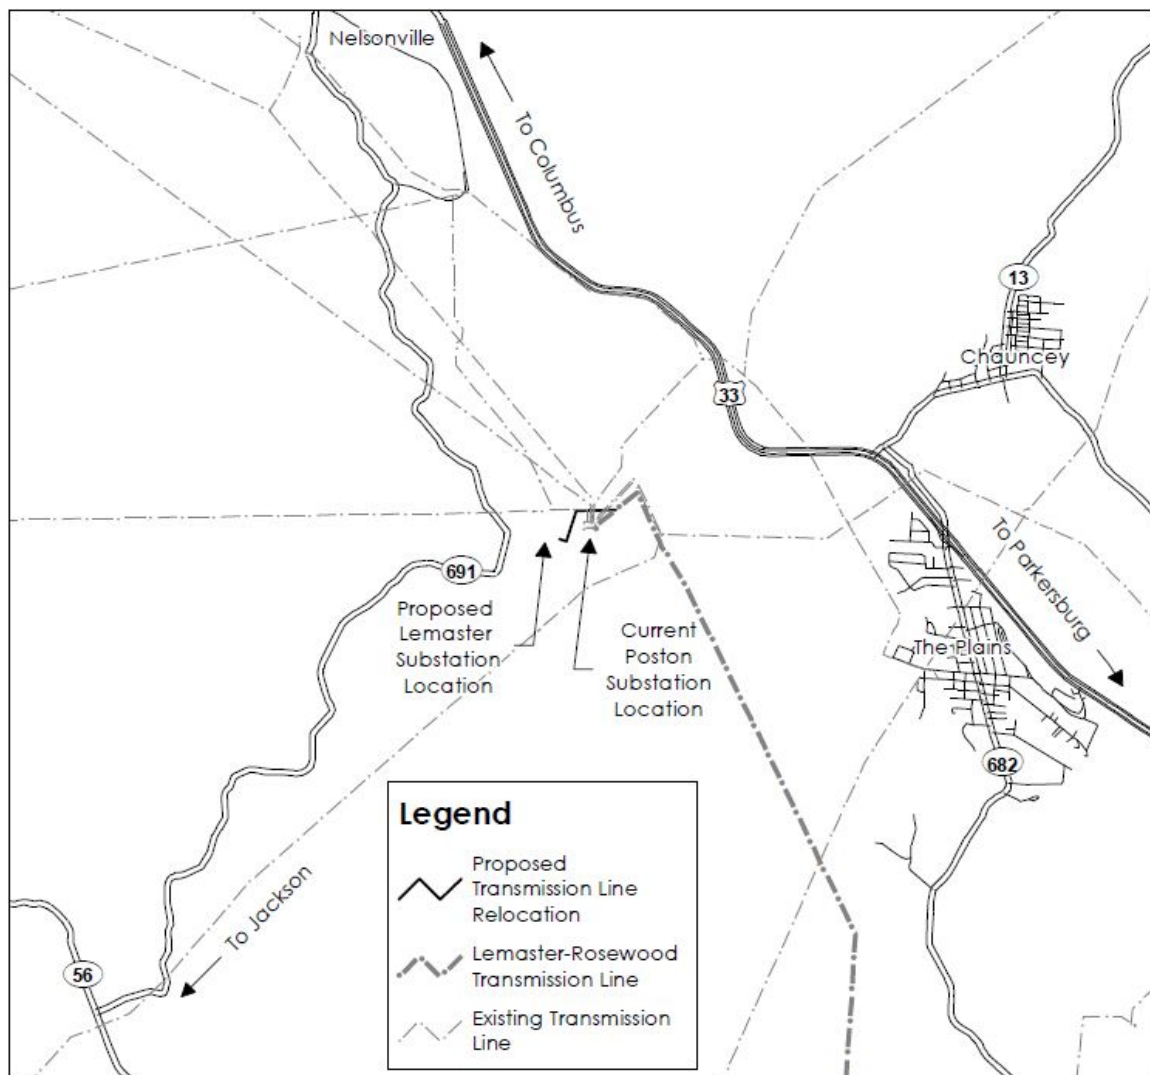 Nelsonville
To Columbus
13
Chauncey
33
To Parkersburg
691
Proposed
Lemaster
Substation
Location
Current
Poston
Substation
Location
The Plains
682
To Jackson
56
Legend
Proposed
Transmission Line
Relocation
Lemaster-Rosewood
Transmission Line
Existing Transmission
Line